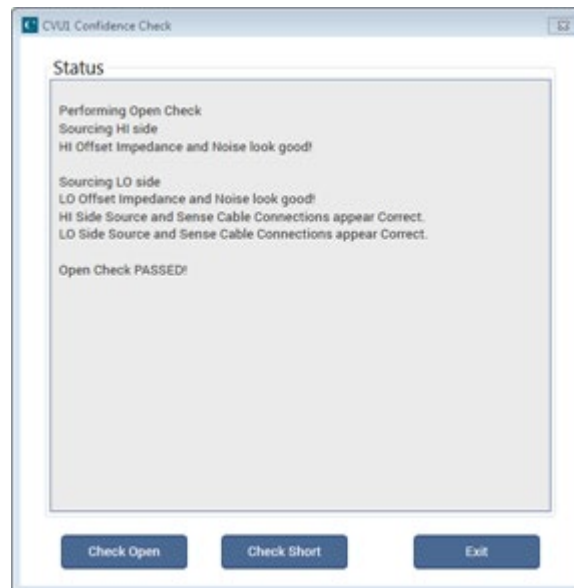 CVU1 Confidence Check
Status
Performing Open Check
Sourcing HI side
HI Offset Impedance and Noise look good!
Sourcing LO side
LO Offset Impedance and Noise look good!
HI Side Source and Sense Cable Connections appear Correct.
LO Side Source and Sense Cable Connections appear Correct.
Open Check PASSED!
Check Open
Check Short
Exit